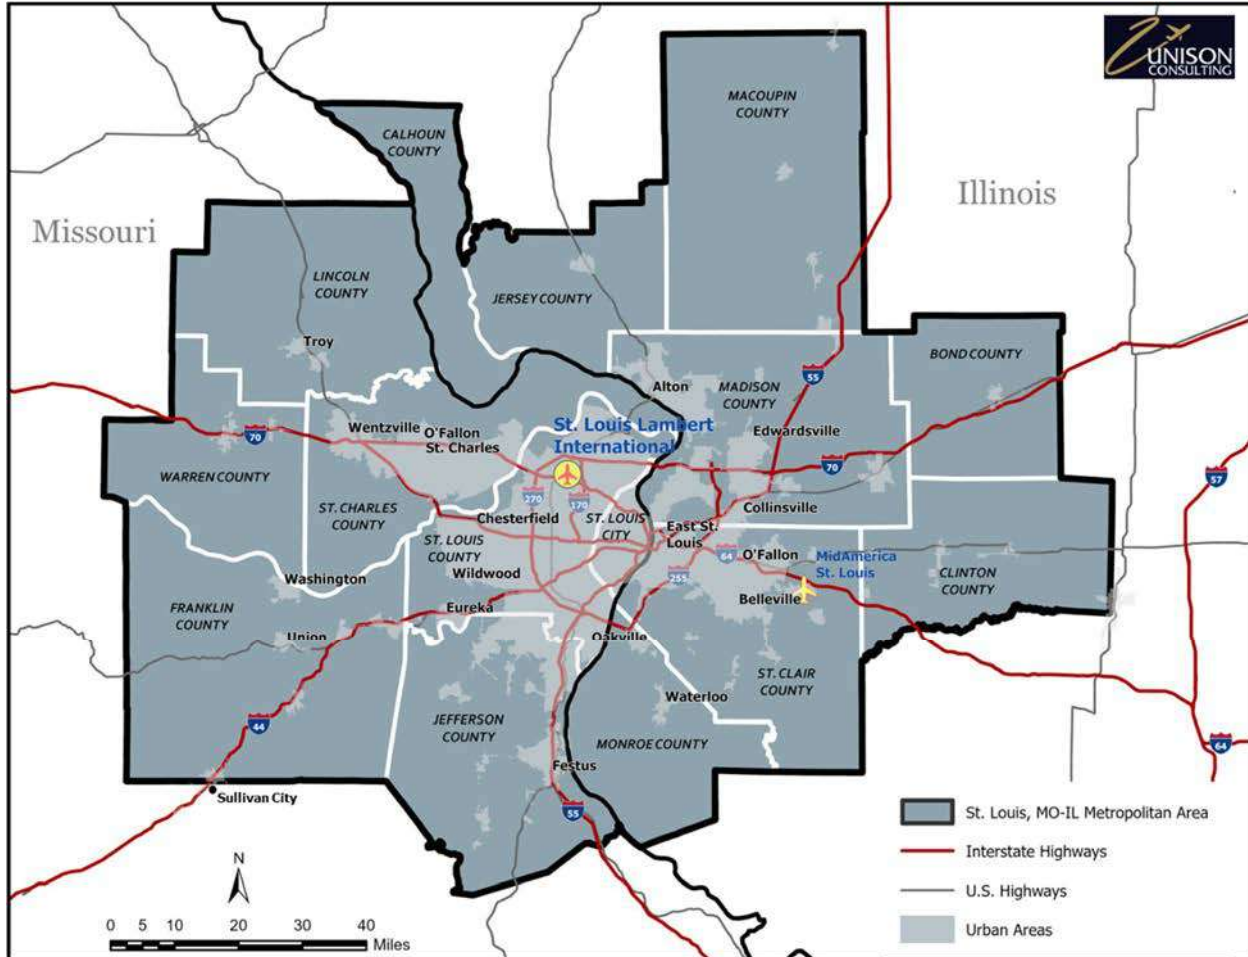 UNISON
CONSULTING
MACOUPIN
COUNTY
CALHOUN
COUNTY
Missouri
Illinois
LINCOLN
COUNTY
JERSEY COUNTY
Troy
BOND COUNTY
Alton
MADISON
COUNTY
55
Wentzville
O'Fallon
St. Charles
St. Louis Lambert
International
Edwardsville
70
70
WARREN COUNTY
57
270
170
ST. CHARLES
COUNTY
Chesterfield
ST. LOUIS
CITY
Collinsville
ST. LOUIS
COUNTY
East St.
Louis
64
O'Fallon
MidAmerica
St. Louis
Wildwood
255
CLINTON
COUNTY
Washington
Belleville
FRANKLIN
COUNTY
Eureka
Union
Oakville
ST. CLAIR
COUNTY
Waterloo
JEFFERSON
COUNTY
44
MONROE COUNTY
64
Festus
Sullivan City
55
St. Louis, MO-IL Metropolitan Area
Interstate Highways
U.S. Highways
Urban Areas
N
0 5 10 20 30 40
Miles